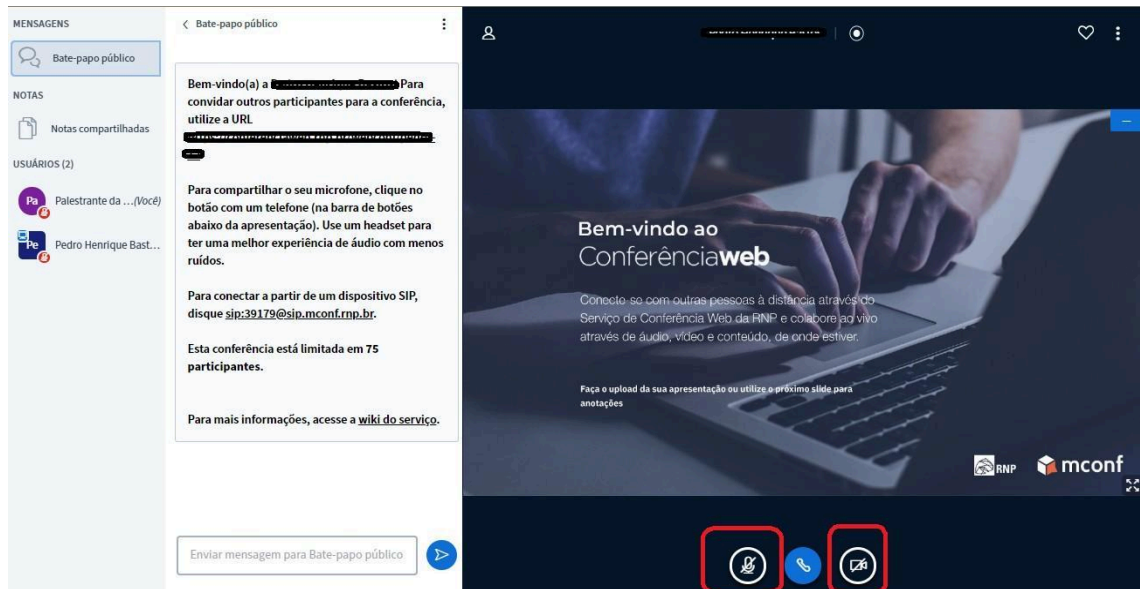 MENSAGENS
Bate-papo público
NOTAS
Notas compartilhadas
USUÁRIOS (2)
Pa
Palestrante da ...(Você)
Pe
Pedro Henrique Bast...
Bate-papo público
Bem-vindo(a) a
Para
convidar outros participantes para a conferência,
utilize a URL
Para compartilhar o seu microfone, clique no
botão com um telefone (na barra de botões
abaixo da apresentação). Use um headset para
ter uma melhor experiência de áudio com menos
ruídos.
Para conectar a partir de um dispositivo SIP,
disque sip:39179@sip.mconf.rnp.br.
Esta conferência está limitada em 75
participantes.
Para mais informações, acesse a wiki do serviço.
Enviar mensagem para Bate-papo público
Bem-vindo ao
Conferênciaweb
Conecte-se com outras pessoas à distância através do
Serviço de Conferência Web da RNP e colabore ao vivo
através de áudio, vídeo e conteúdo, de onde estiver.
Faça o upload da sua apresentação ou utilize o próximo slide para
anotações
RNP
mconf